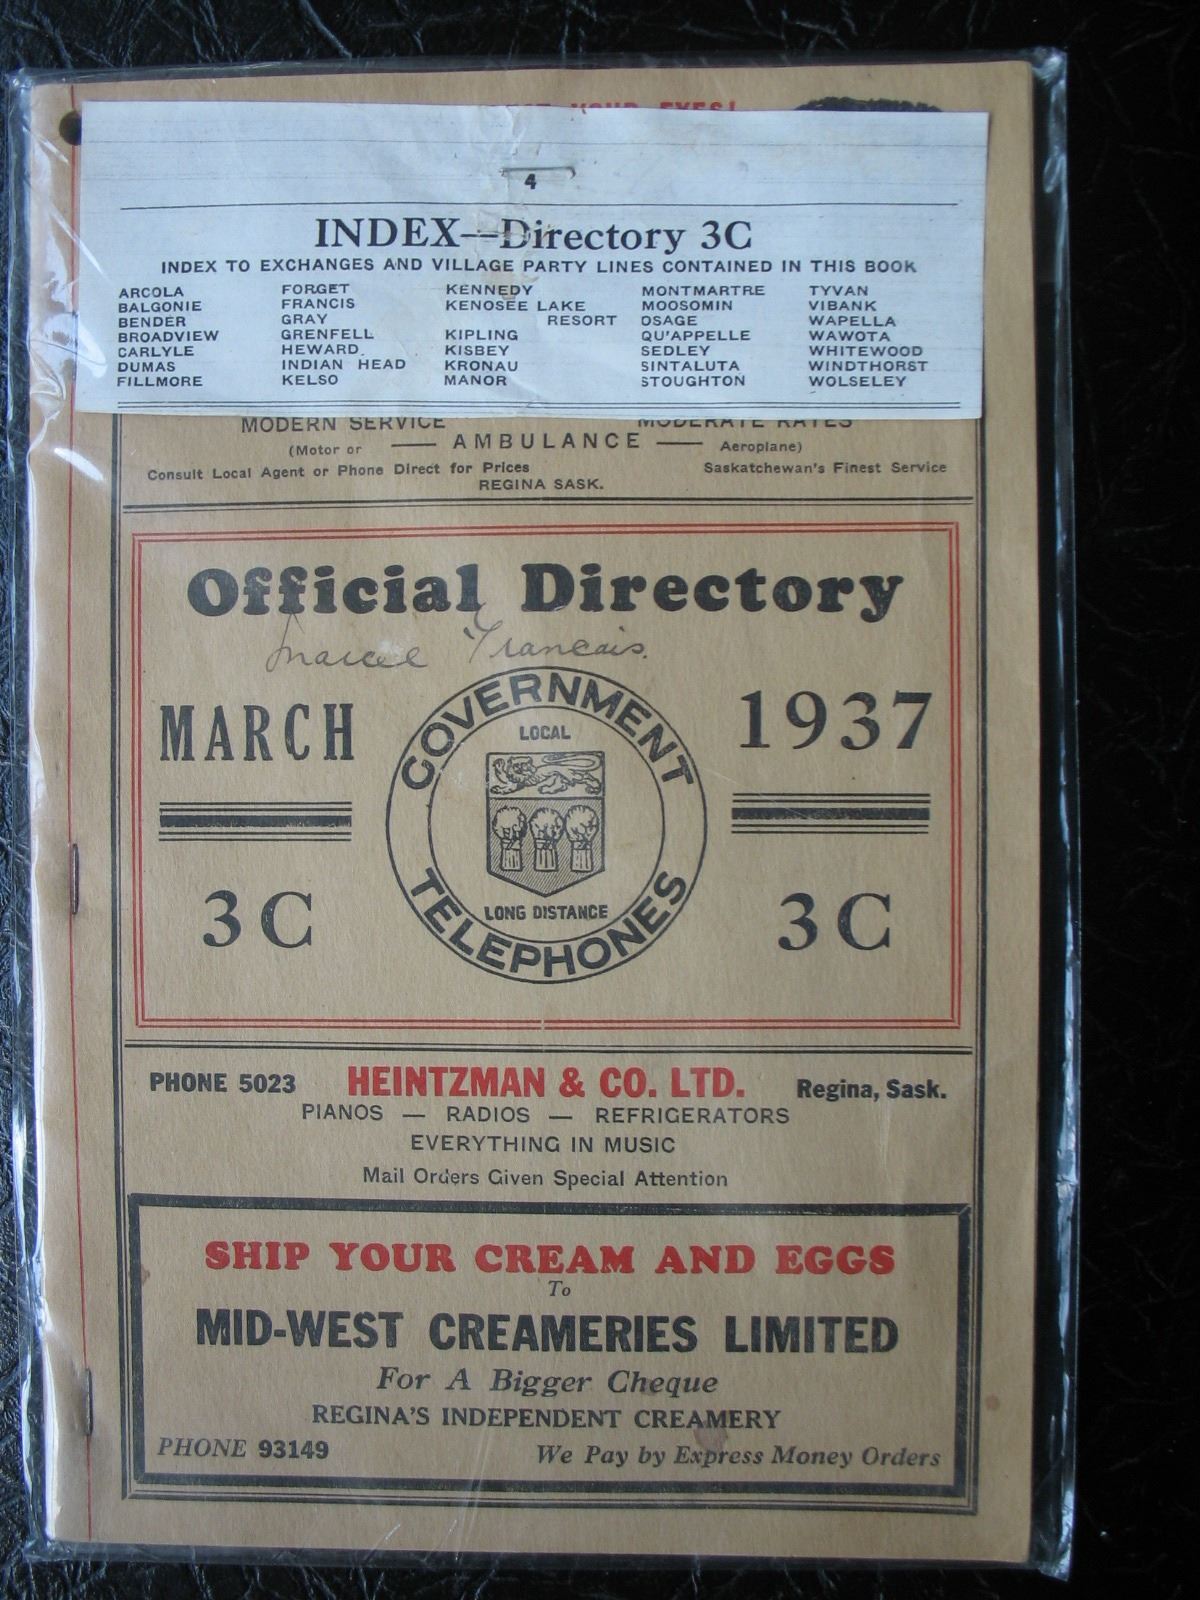 YOUR EYES!
4
INDEX—Directory 3C
INDEX TO EXCHANGES AND VILLAGE PARTY LINES CONTAINED IN THIS BOOK
ARCOLA
BALGONIE
BENDER
BROADVIEW
CARLYLE
DUMAS
FILLMORE
FORGET
FRANCIS
GRAY
GRENFELL
HEWARD
INDIAN HEAD
KELSO
KENNEDY
KENOSEE LAKE
RESORT
KIPLING
KISBEY
KRONAU
MANOR
MONTMARTRE
MOOSOMIN
OSAGE
QU'APPELLE
SEDLEY
SINTALUTA
STOUGHTON
TYVAN
VIBANK
WAPELLA
WAWOTA
WHITEWOOD
WINDTHORST
WOLSELEY
MODERN SERVICE MODERATE RATES
(Motor or — AMBULANCE — Aeroplane)
Consult Local Agent or Phone Direct for Prices Saskatchewan's Finest Service
REGINA SASK.
Official Directory
Marcel Francais.
MARCH 1937
GOVERNMENT
LOCAL
3C 3C
LONG DISTANCE
TELEPHONES
PHONE 5023 HEINTZMAN & CO. LTD. Regina, Sask.
PIANOS — RADIOS — REFRIGERATORS
EVERYTHING IN MUSIC
Mail Orders Given Special Attention
SHIP YOUR CREAM AND EGGS
To
MID-WEST CREAMERIES LIMITED
For A Bigger Cheque
REGINA'S INDEPENDENT CREAMERY
PHONE 93149 We Pay by Express Money Orders